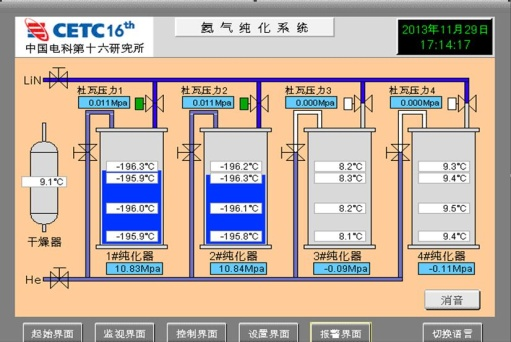 CETC16th
中国电科第十六研究所
氦气纯化系统
2013年11月29日
17:14:17
LiN
杜瓦压力1
0.011Mpa
杜瓦压力2
0.011Mpa
杜瓦压力3
0.000Mpa
杜瓦压力4
0.000Mpa
9.1℃
干燥器
-196.3℃
-195.9℃
-196.0℃
-195.9℃
-196.2℃
-196.3℃
-196.1℃
-195.8℃
8.2℃
8.3℃
8.2℃
8.1℃
9.3℃
9.4℃
9.5℃
9.4℃
1#纯化器
10.83Mpa
2#纯化器
10.84Mpa
3#纯化器
-0.09Mpa
4#纯化器
-0.11Mpa
He
消音
起始界面
监视界面
控制界面
设置界面
报警界面
切换语言